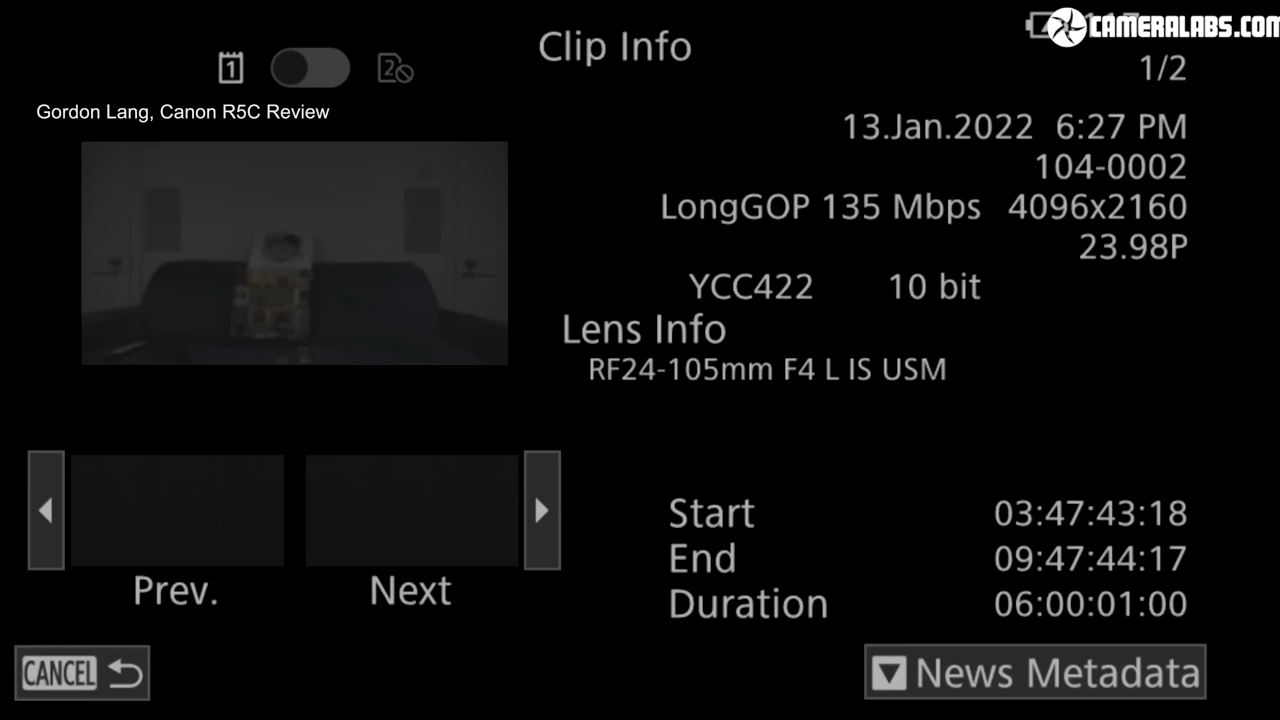 CAMERALABS.COM
Clip Info
1
2
1/2
Gordon Lang, Canon R5C Review
13.Jan.2022 6:27 PM
104-0002
LongGOP 135 Mbps 4096x2160
23.98P
YCC422 10 bit
Lens Info
RF24-105mm F4 L IS USM
Start 03:47:43:18
End 09:47:44:17
Duration 06:00:01:00
Prev. Next
CANCEL
News Metadata